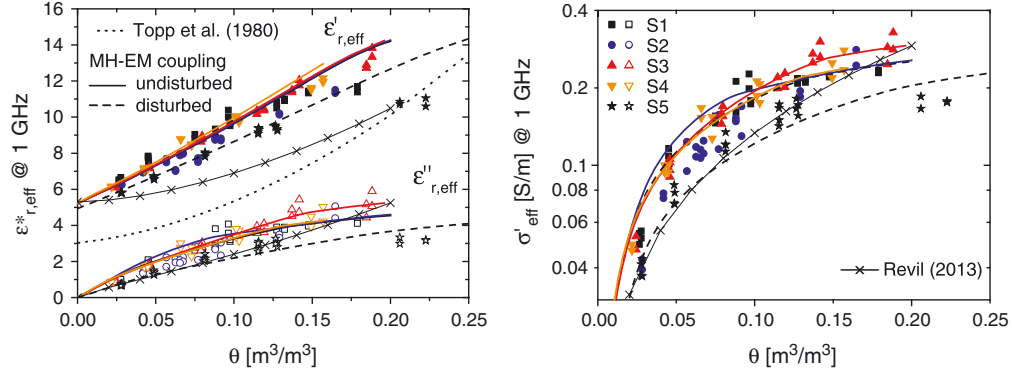 Topp et al. (1980)
MH-EM coupling
undisturbed
disturbed
ε'r,eff
ε''r,eff
ε*r,eff @ 1 GHz
16
14
12
10
8
6
4
2
0
0.00 0.05 0.10 0.15 0.20 0.25
θ [m³/m³]
S1
S2
S3
S4
S5
Revil (2013)
σ'eff [S/m] @ 1 GHz
0.4
0.2
0.1
0.08
0.06
0.04
0.00 0.05 0.10 0.15 0.20 0.25
θ [m³/m³]